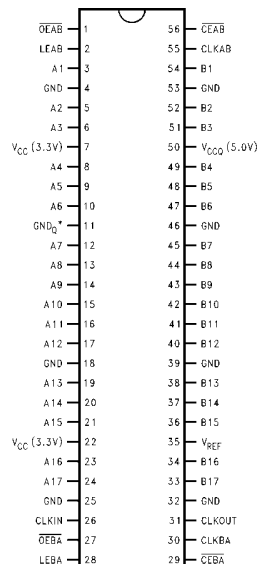 OEAB 1 56 CEAB
LEAB 2 55 CLKAB
A1 3 54 B1
GND 4 53 GND
A2 5 52 B2
A3 6 51 B3
VCC (3.3V) 7 50 VCCQ (5.0V)
A4 8 49 B4
A5 9 48 B5
A6 10 47 B6
GNDQ* 11 46 GND
A7 12 45 B7
A8 13 44 B8
A9 14 43 B9
A10 15 42 B10
A11 16 41 B11
A12 17 40 B12
GND 18 39 GND
A13 19 38 B13
A14 20 37 B14
A15 21 36 B15
VCC (3.3V) 22 35 VREF
A16 23 34 B16
A17 24 33 B17
GND 25 32 GND
CLKIN 26 31 CLKOUT
OEBA 27 30 CLKBA
LEBA 28 29 CEBA